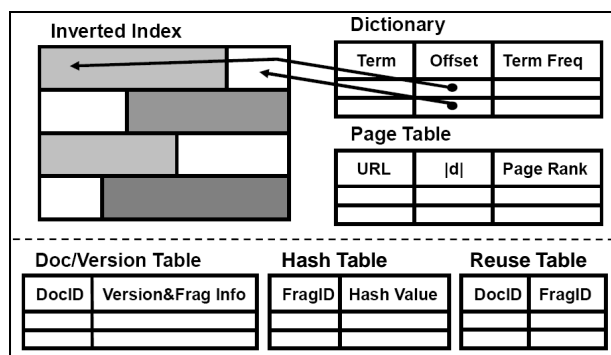 Inverted Index
Dictionary
Term Offset Term Freq
Page Table
URL |d| Page Rank
Doc/Version Table
DocID Version&Frag Info
Hash Table
FragID Hash Value
Reuse Table
DocID FragID